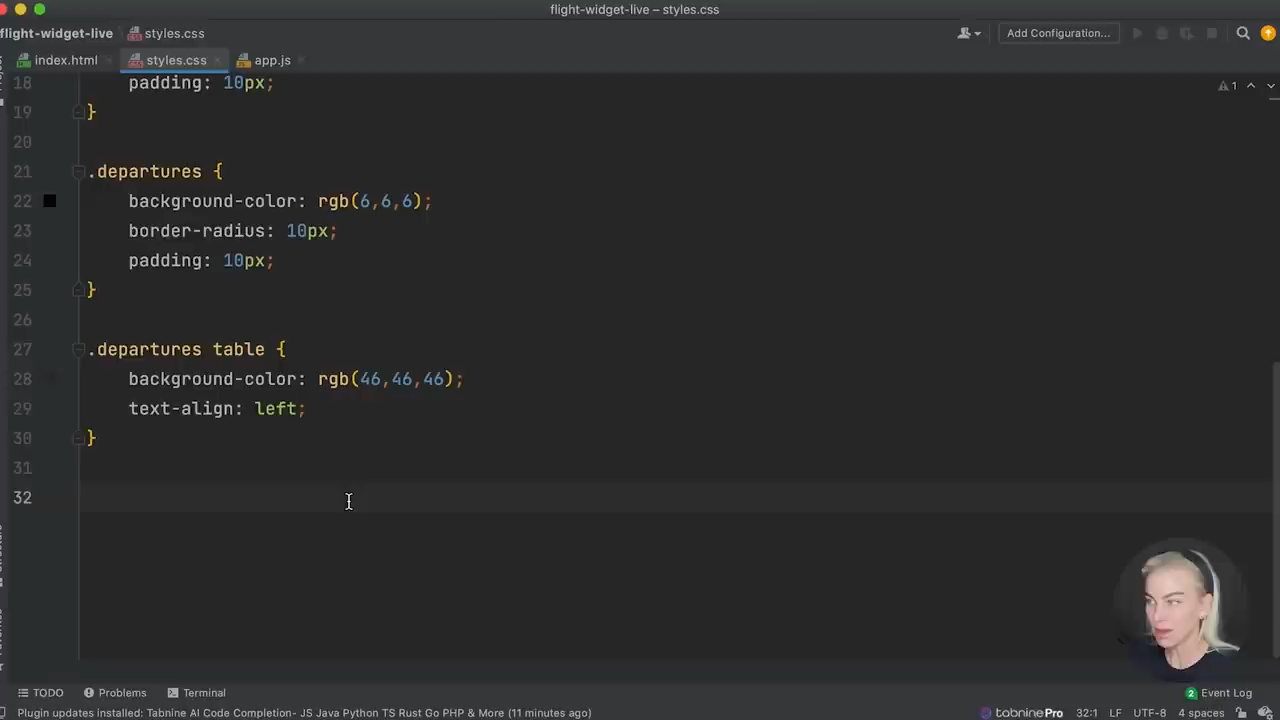 flight-widget-live – styles.css
flight-widget-live styles.css
Add Configuration...
index.html styles.css app.js
18 padding: 10px;
1
19 }
20
21 .departures {
22 background-color: rgb(6,6,6);
23 border-radius: 10px;
24 padding: 10px;
25 }
26
27 .departures table {
28 background-color: rgb(46,46,46);
29 text-align: left;
30 }
31
32
TODO Problems Terminal
2 Event Log
Plugin updates installed: Tabnine AI Code Completion- JS Java Python TS Rust Go PHP & More (11 minutes ago)
tabninePro 32:1 LF UTF-8 4 spaces